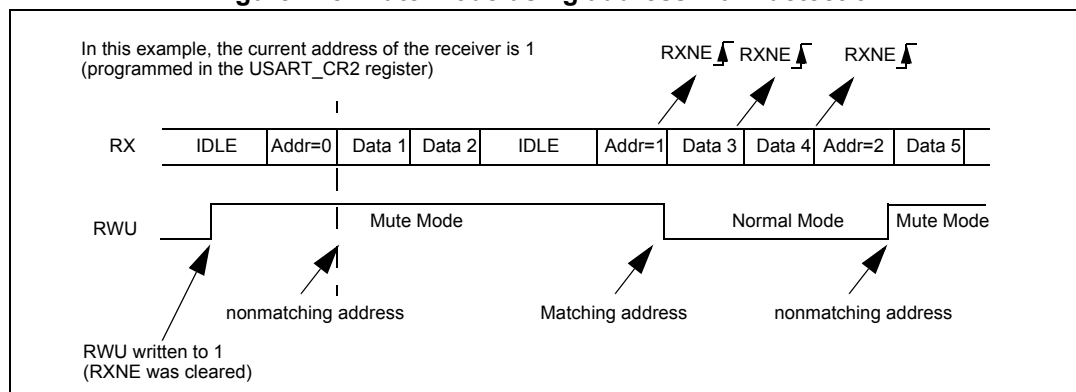 In this example, the current address of the receiver is 1
(programmed in the USART_CR2 register)
RXNE RXNE RXNE
RX IDLE Addr=0 Data 1 Data 2 IDLE Addr=1 Data 3 Data 4 Addr=2 Data 5
RWU Mute Mode Normal Mode Mute Mode
nonmatching address Matching address nonmatching address
RWU written to 1
(RXNE was cleared)